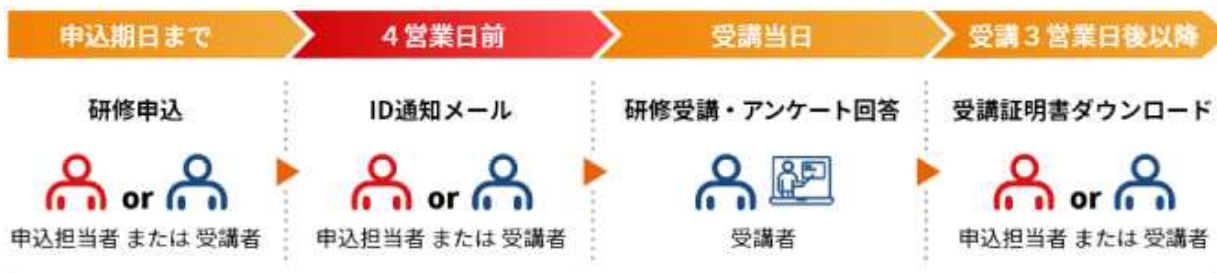 申込期日まで
4営業日前
受講当日
受講3営業日後以降
研修申込
ID通知メール
研修受講・アンケート回答
受講証明書ダウンロード
or
or
or
申込担当者 または 受講者
申込担当者 または 受講者
受講者
申込担当者 または 受講者